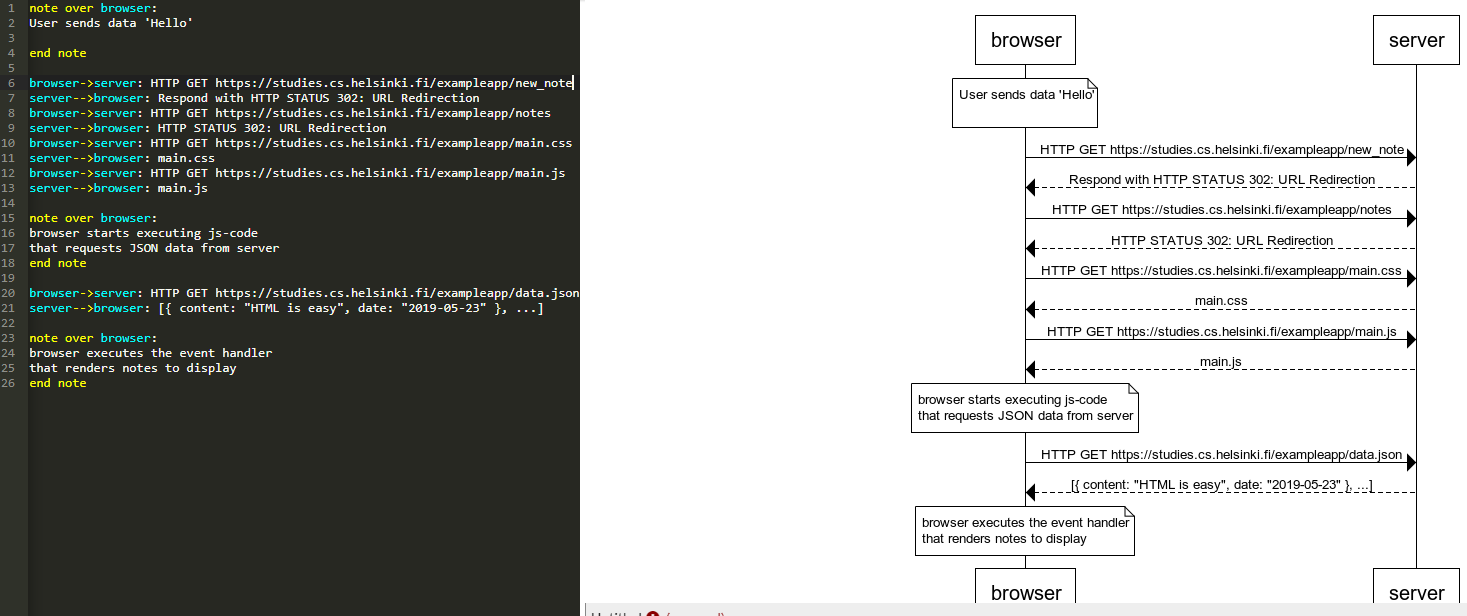 1 note over browser:
2 User sends data 'Hello'
3
4 end note
5
6 browser->server: HTTP GET https://studies.cs.helsinki.fi/exampleapp/new_note
7 server-->browser: Respond with HTTP STATUS 302: URL Redirection
8 browser->server: HTTP GET https://studies.cs.helsinki.fi/exampleapp/notes
9 server-->browser: HTTP STATUS 302: URL Redirection
10 browser->server: HTTP GET https://studies.cs.helsinki.fi/exampleapp/main.css
11 server-->browser: main.css
12 browser->server: HTTP GET https://studies.cs.helsinki.fi/exampleapp/main.js
13 server-->browser: main.js
14
15 note over browser:
16 browser starts executing js-code
17 that requests JSON data from server
18 end note
19
20 browser->server: HTTP GET https://studies.cs.helsinki.fi/exampleapp/data.json
21 server-->browser: [{ content: "HTML is easy", date: "2019-05-23" }, ...]
22
23 note over browser:
24 browser executes the event handler
25 that renders notes to display
26 end note
browser server
User sends data 'Hello'
HTTP GET https://studies.cs.helsinki.fi/exampleapp/new_note
Respond with HTTP STATUS 302: URL Redirection
HTTP GET https://studies.cs.helsinki.fi/exampleapp/notes
HTTP STATUS 302: URL Redirection
HTTP GET https://studies.cs.helsinki.fi/exampleapp/main.css
main.css
HTTP GET https://studies.cs.helsinki.fi/exampleapp/main.js
main.js
browser starts executing js-code
that requests JSON data from server
HTTP GET https://studies.cs.helsinki.fi/exampleapp/data.json
[{ content: "HTML is easy", date: "2019-05-23" }, ...]
browser executes the event handler
that renders notes to display
browser server